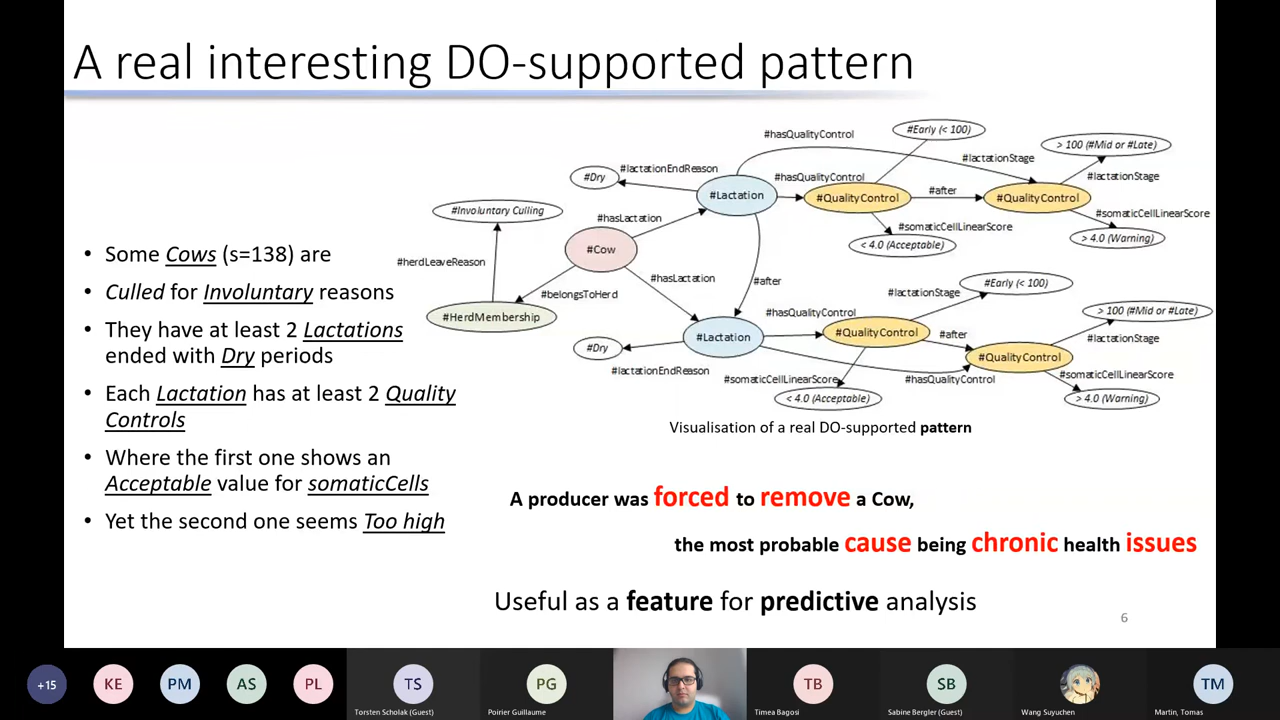 A real interesting DO-supported pattern
#hasQualityControl
#Early (< 100)
> 100 (#Mid or #Late)
#lactationStage
#lactationEndReason
#Dry
#hasQualityControl
#lactationStage
#Lactation
#QualityControl
#after
#QualityControl
#Involuntary Culling
#hasLactation
#somaticCellLinearScore
#somaticCellLinearScore
< 4.0 (Acceptable)
> 4.0 (Warning)
#Cow
#herdLeaveReason
#hasLactation
#after
#belongsToHerd
#lactationStage
#Early (< 100)
#HerdMembership
#hasQualityControl
> 100 (#Mid or #Late)
#Lactation
#QualityControl
#after
#lactationStage
#Dry
#QualityControl
#lactationEndReason
#somaticCellLinearScore
#hasQualityControl
#somaticCellLinearScore
< 4.0 (Acceptable)
> 4.0 (Warning)
Visualisation of a real DO-supported pattern
• Some Cows (s=138) are
• Culled for Involuntary reasons
• They have at least 2 Lactations
ended with Dry periods
• Each Lactation has at least 2 Quality
Controls
• Where the first one shows an
Acceptable value for somaticCells
• Yet the second one seems Too high
A producer was forced to remove a Cow,
the most probable cause being chronic health issues
Useful as a feature for predictive analysis
6
+15
KE
PM
AS
PL
TS
Torsten Scholak (Guest)
PG
Poirier Guillaume
TB
Timea Bagosi
SB
Sabine Bergler (Guest)
Wang Suyuchen
TM
Martin, Tomas